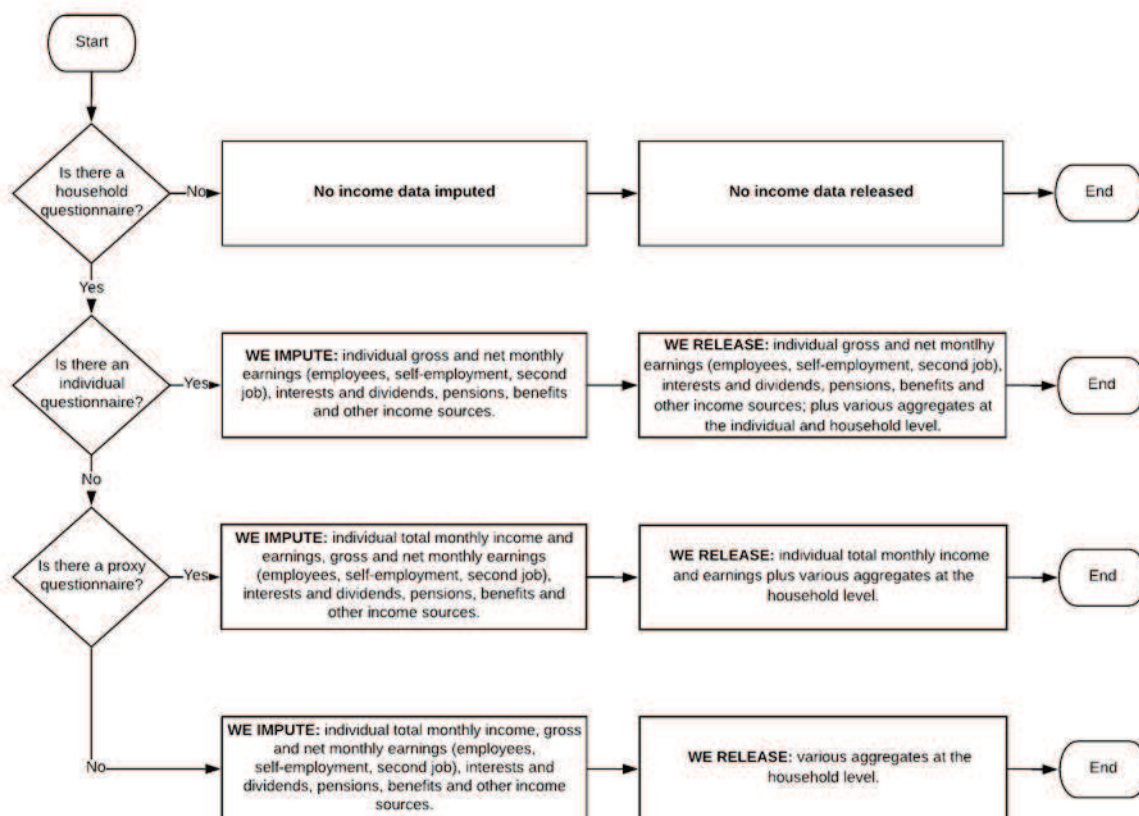 Start
Is there a
household
questionnaire?
No
No income data imputed
No income data released
End
Yes
Is there an
individual
questionnaire?
Yes
WE IMPUTE: individual gross and net monthly
earnings (employees, self-employment, second
job), interests and dividends, pensions, benefits
and other income sources.
WE RELEASE: individual gross and net montlhy
earnings (employees, self-employment, second job),
interests and dividends, pensions, benefits and
other income sources; plus various aggregates at
the individual and household level.
End
No
Is there a proxy
questionnaire?
Yes
WE IMPUTE: individual total monthly income and
earnings, gross and net monthly earnings
(employees, self-employment, second job),
interests and dividends, pensions, benefits and
other income sources.
WE RELEASE: individual total monthly income
and earnings plus various aggregates at the
household level.
End
No
WE IMPUTE: individual total monthly income, gross
and net monthly earnings (employees,
self-employment, second job), interests and
dividends, pensions, benefits and other income
sources.
WE RELEASE: various aggregates at the
household level.
End